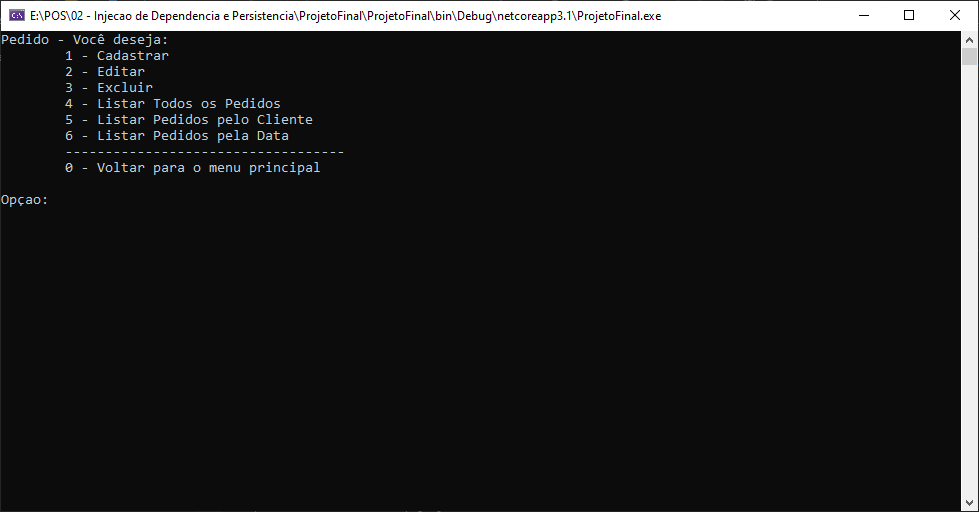 E:\POS\02 - Injecao de Dependencia e Persistencia\ProjetoFinal\ProjetoFinal\bin\Debug\netcoreapp3.1\ProjetoFinal.exe
Pedido - Você deseja:
1 - Cadastrar
2 - Editar
3 - Excluir
4 - Listar Todos os Pedidos
5 - Listar Pedidos pelo Cliente
6 - Listar Pedidos pela Data
-----------------------------------
0 - Voltar para o menu principal
Opçao: